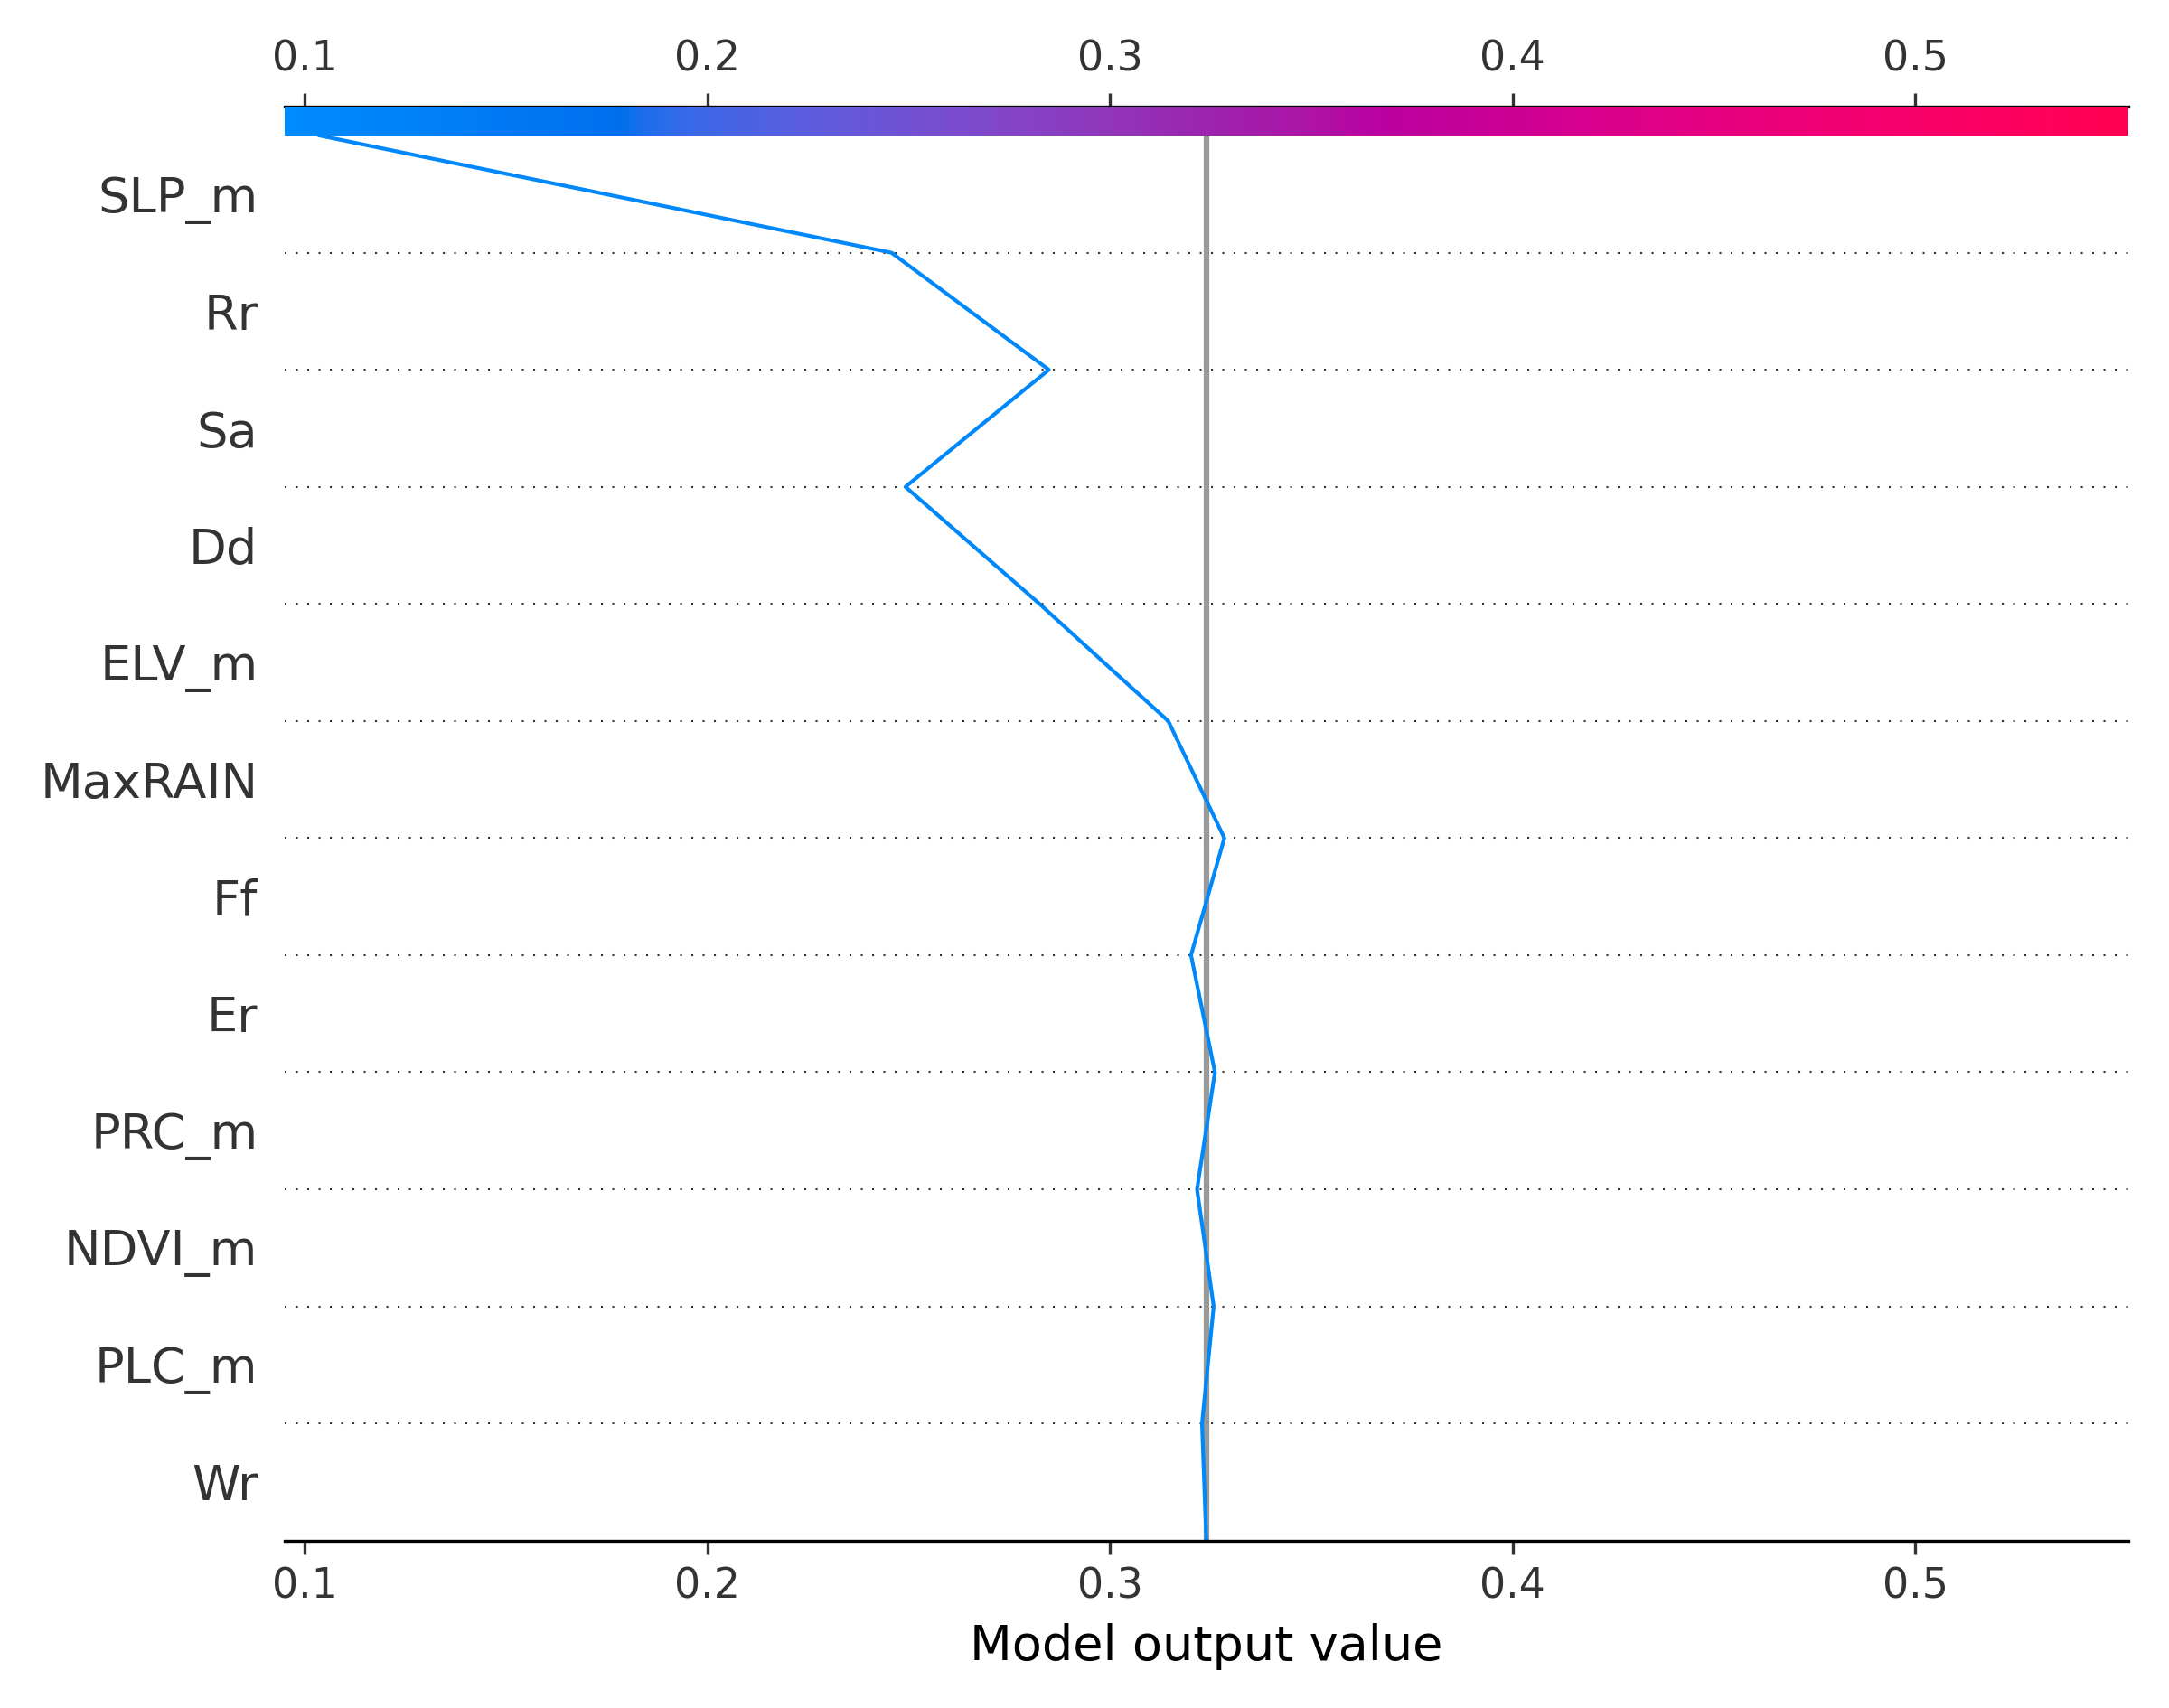 0.1 0.2 0.3 0.4 0.5
SLP_m
Rr
Sa
Dd
ELV_m
MaxRAIN
Ff
Er
PRC_m
NDVI_m
PLC_m
Wr
0.1 0.2 0.3 0.4 0.5
Model output value